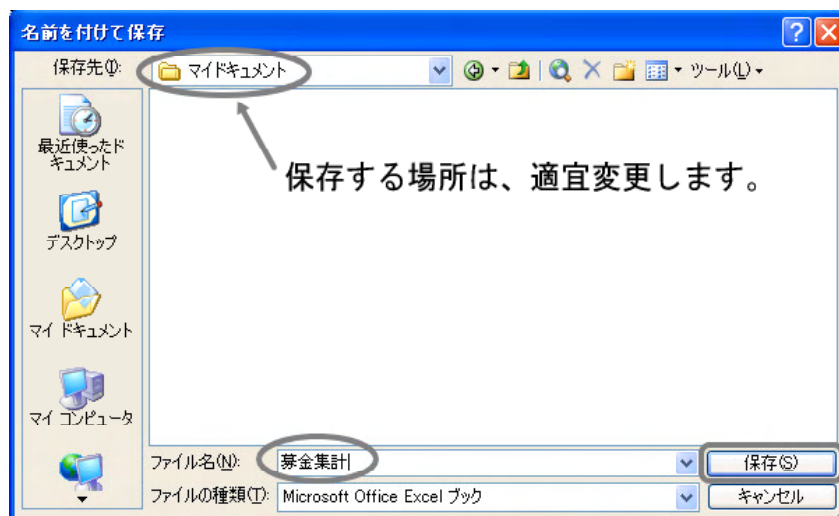 名前を付けて保存
保存先(I):
マイドキュメント
ツール(L)
最近使ったド
キュメント
保存する場所は、適宜変更します。
デスクトップ
マイ ドキュメント
マイ コンピュータ
ファイル名(N):
募金集計
保存(S)
ファイルの種類(T):
Microsoft Office Excel ブック
キャンセル